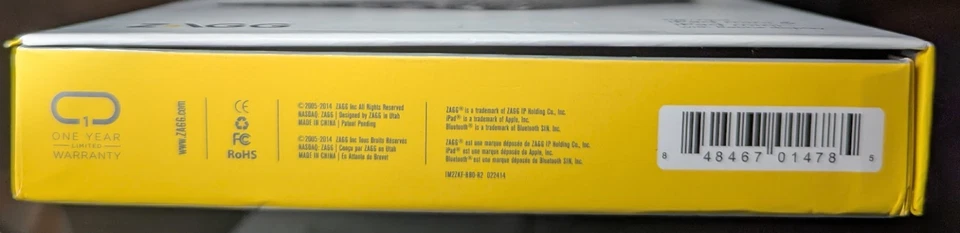 ZAGG
1
ONE YEAR
LIMITED
WARRANTY
www.ZAGG.com
CE
FC
RoHS
©2005-2014 ZAGG Inc All Rights Reserved
NASDAQ: ZAGG | Designed by ZAGG in Utah
MADE IN CHINA | Patent Pending
©2005-2014 ZAGG Inc Tous Droits Réservés
NASDAQ: ZAGG | Conçu par ZAGG en Utah
MADE IN CHINA | En Attente de Brevet
ZAGG® is a trademark of ZAGG IP Holding Co., Inc.
iPad® is a trademark of Apple, Inc.
Bluetooth® is a trademark of Bluetooth SIG, Inc.
ZAGG® est une marque déposée de ZAGG IP Holding Co., Inc.
iPad® est une marque déposée de Apple, Inc.
Bluetooth® est une marque déposée de Bluetooth SIG, Inc.
022414
8 48467 01478 5